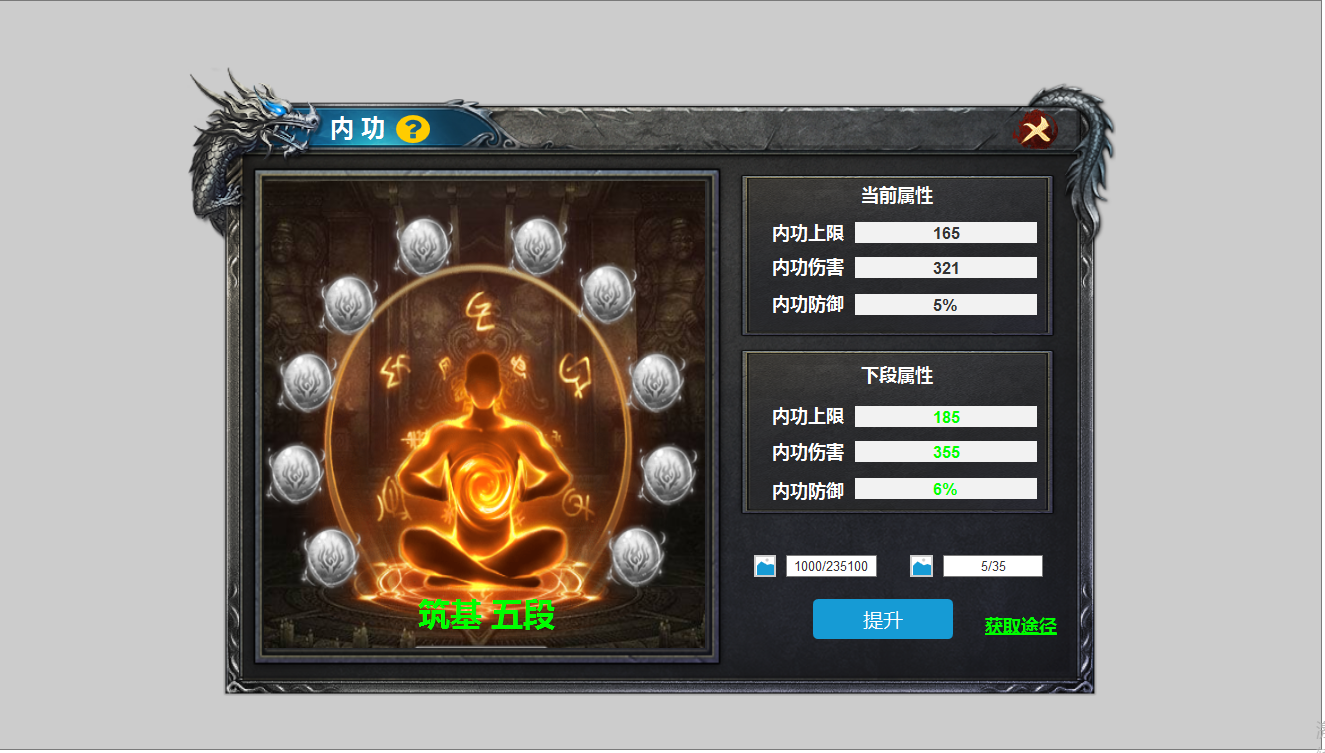 内功 ?
当前属性
内功上限 165
内功伤害 321
内功防御 5%
下段属性
内功上限 185
内功伤害 355
内功防御 6%
1000/235100 5/35
提升 获取途径
筑基 五段